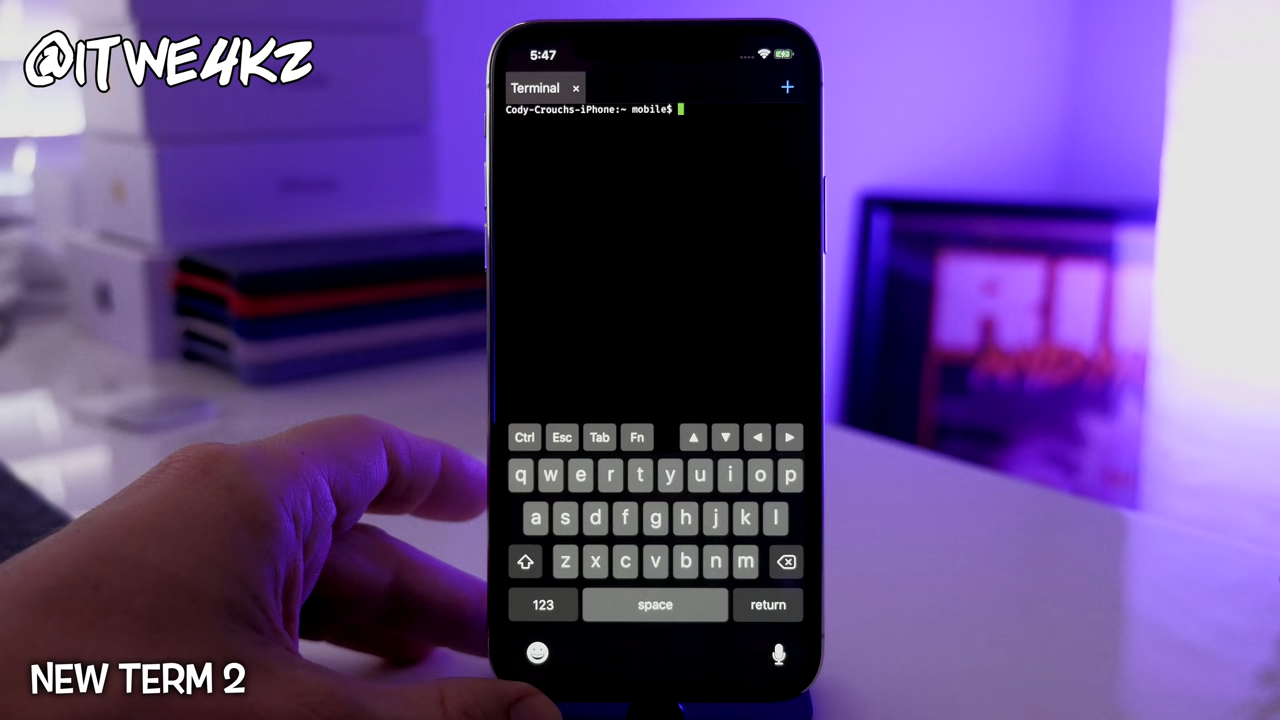 @iTWE4KZ
5:47
Terminal ×
+
Cody-Crouchs-iPhone:~ mobile$
Ctrl Esc Tab Fn ▲ ▼ ◀ ▶
q w e r t y u i o p
a s d f g h j k l
z x c v b n m
123 space return
NEW TERM 2